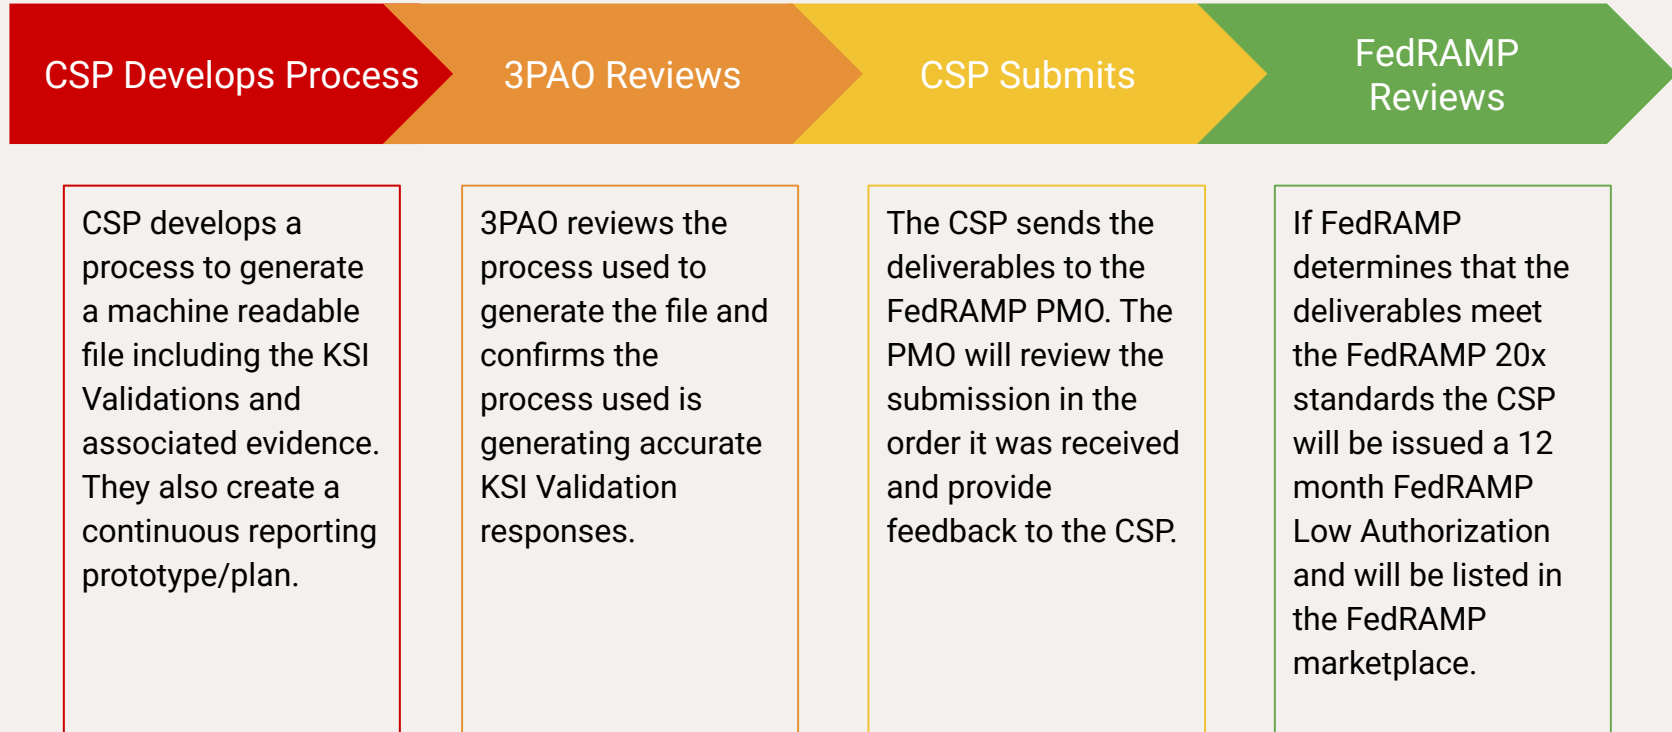 CSP Develops Process
3PAO Reviews
CSP Submits
FedRAMP
Reviews
CSP develops a
process to generate
a machine readable
file including the KSI
Validations and
associated evidence.
They also create a
continuous reporting
prototype/plan.
3PAO reviews the
process used to
generate the file and
confirms the
process used is
generating accurate
KSI Validation
responses.
The CSP sends the
deliverables to the
FedRAMP PMO. The
PMO will review the
submission in the
order it was received
and provide
feedback to the CSP.
If FedRAMP
determines that the
deliverables meet
the FedRAMP 20x
standards the CSP
will be issued a 12
month FedRAMP
Low Authorization
and will be listed in
the FedRAMP
marketplace.